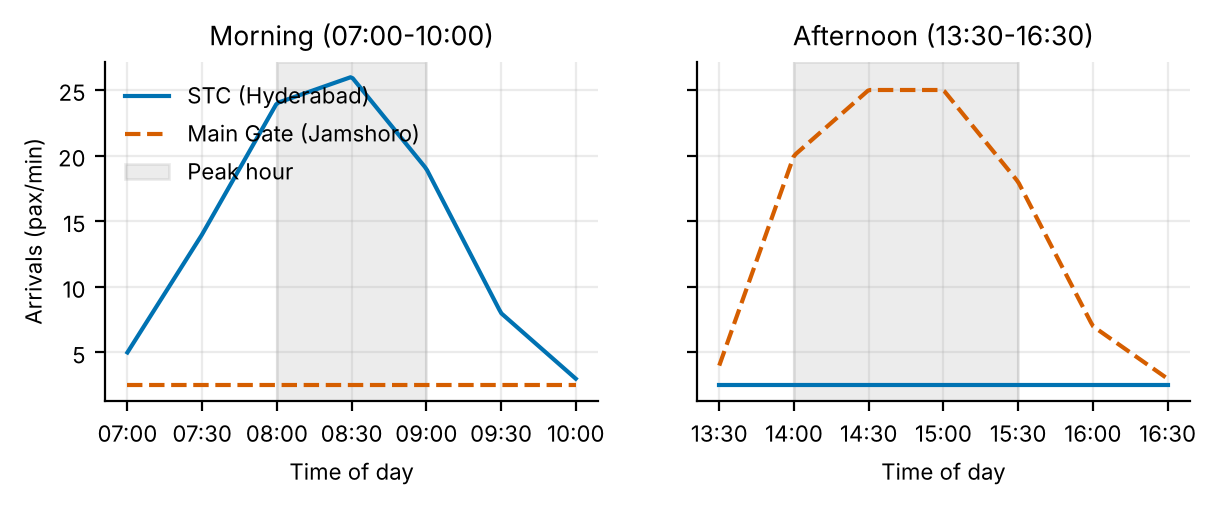 Morning (07:00-10:00)
Arrivals (pax/min)
25
20
15
10
5
STC (Hyderabad)
Main Gate (Jamshoro)
Peak hour
07:00 07:30 08:00 08:30 09:00 09:30 10:00
Time of day
Afternoon (13:30-16:30)
13:30 14:00 14:30 15:00 15:30 16:00 16:30
Time of day